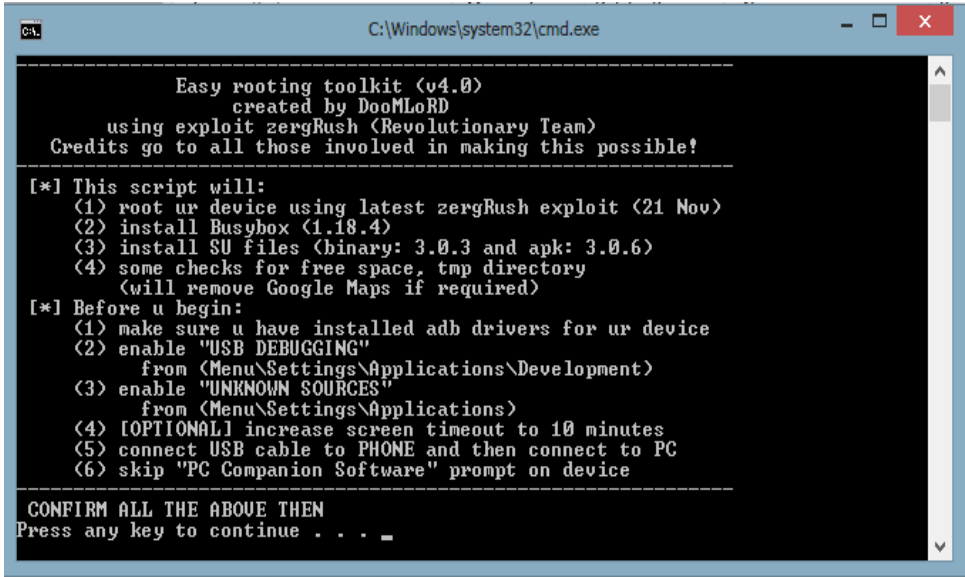 C:\Windows\system32\cmd.exe
---------------------------------------------------------------
Easy rooting toolkit (v4.0)
created by DooMLoRD
using exploit zergRush (Revolutionary Team)
Credits go to all those involved in making this possible!
---------------------------------------------------------------
[*] This script will:
(1) root ur device using latest zergRush exploit (21 Nov)
(2) install Busybox (1.18.4)
(3) install SU files (binary: 3.0.3 and apk: 3.0.6)
(4) some checks for free space, tmp directory
(will remove Google Maps if required)
[*] Before u begin:
(1) make sure u have installed adb drivers for ur device
(2) enable "USB DEBUGGING"
from (Menu\Settings\Applications\Development)
(3) enable "UNKNOWN SOURCES"
from (Menu\Settings\Applications)
(4) [OPTIONAL] increase screen timeout to 10 minutes
(5) connect USB cable to PHONE and then connect to PC
(6) skip "PC Companion Software" prompt on device
---------------------------------------------------------------
CONFIRM ALL THE ABOVE THEN
Press any key to continue . . . _